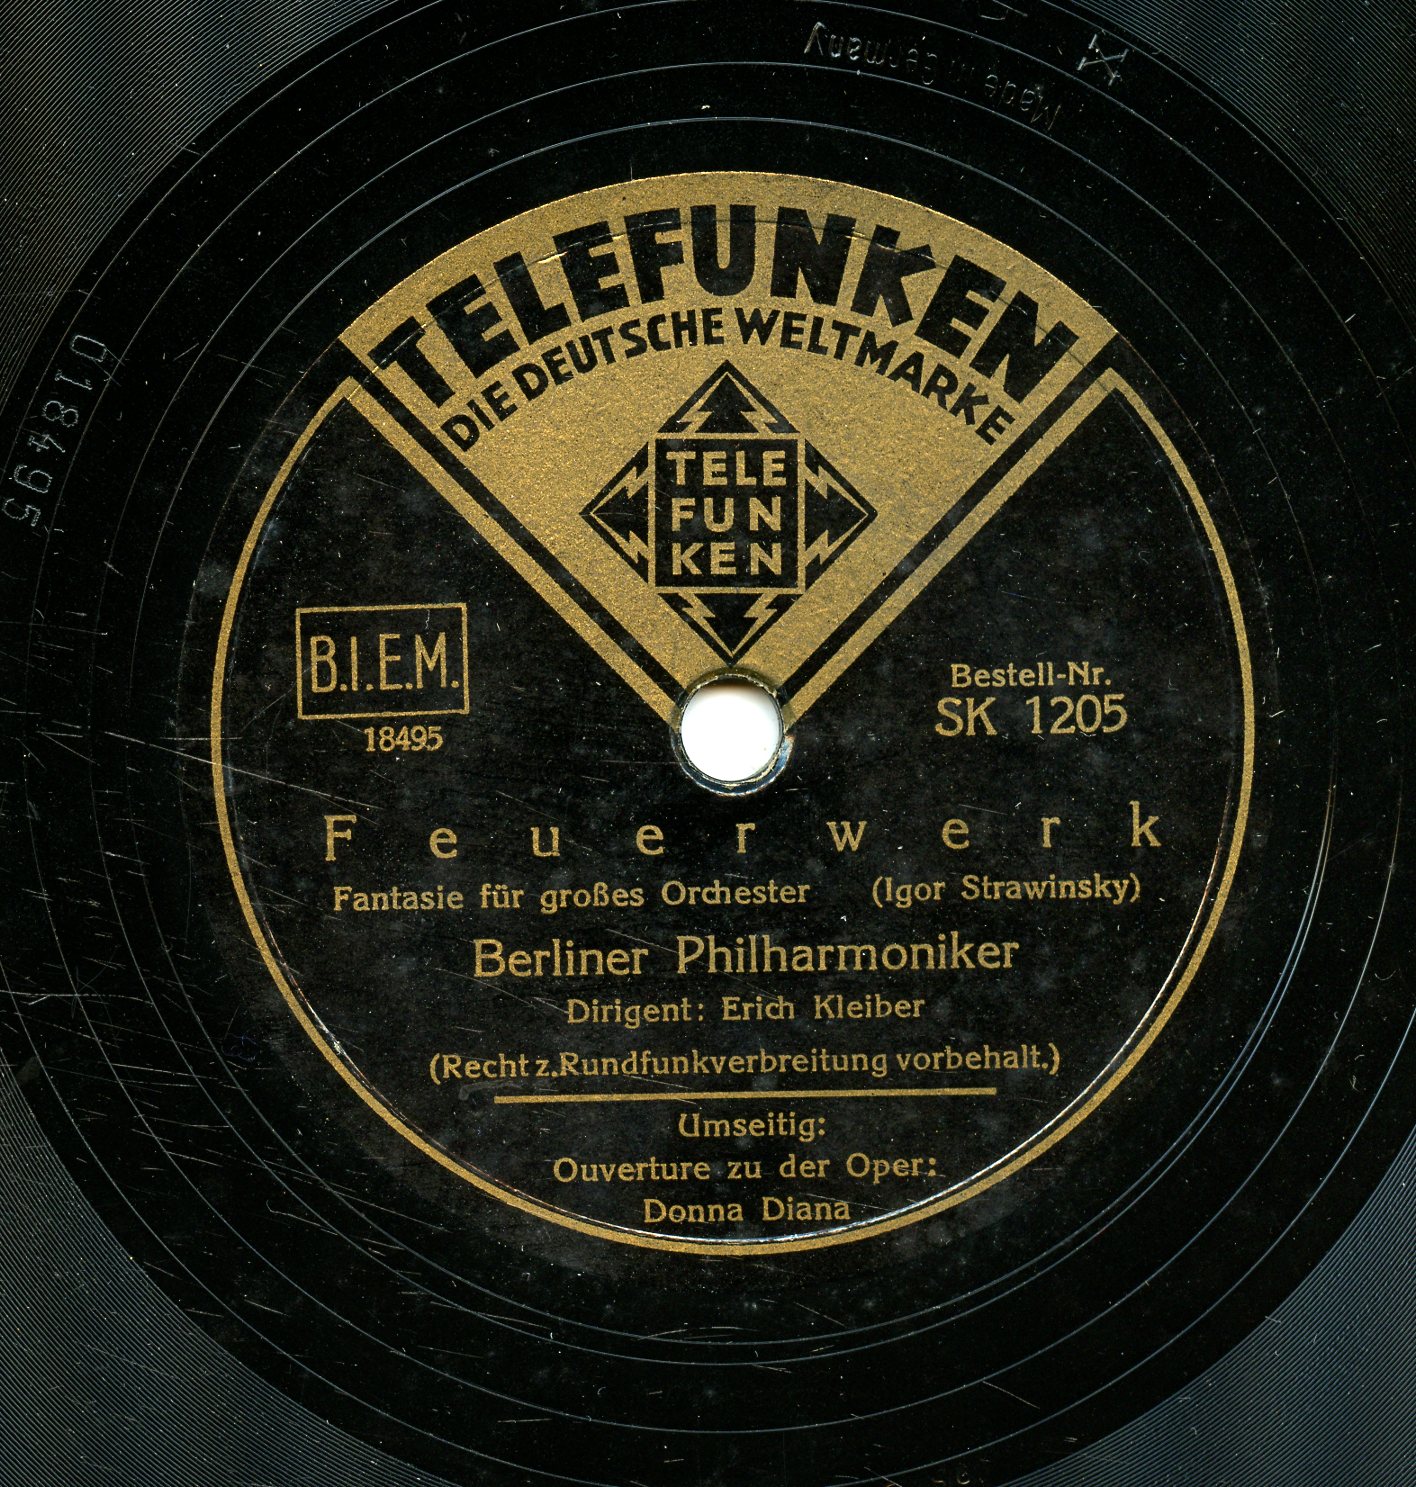 Made in Germany
018495
TELEFUNKEN
DIE DEUTSCHE WELTMARKE
TELE
FUN
KEN
B.I.E.M.
18495
Bestell-Nr.
SK 1205
Feuerwerk
Fantasie für großes Orchester (Igor Strawinsky)
Berliner Philharmoniker
Dirigent: Erich Kleiber
(Recht z. Rundfunkverbreitung vorbehalt.)
Umseitig:
Ouverture zu der Oper:
Donna Diana